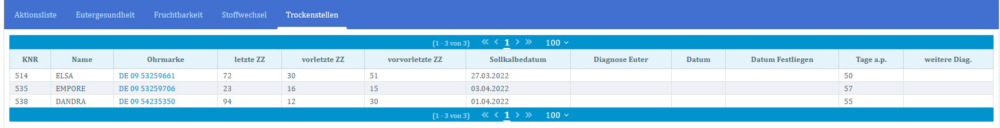 Aktionsliste Eutergesundheit Fruchtbarkeit Stoffwechsel Trockenstellen
(1 - 3 von 3) 1 100
KNR Name Ohrmarke letzte ZZ vorletzte ZZ vorvorletzte ZZ Sollkalbedatum Diagnose Euter Datum Datum Festliegen Tage a.p. weitere Diag.
514 ELSA DE 09 53259661 72 30 51 27.03.2022 50
535 EMPORE DE 09 53259706 23 16 15 03.04.2022 57
538 DANDRA DE 09 54235350 94 12 30 01.04.2022 55
(1 - 3 von 3) 1 100